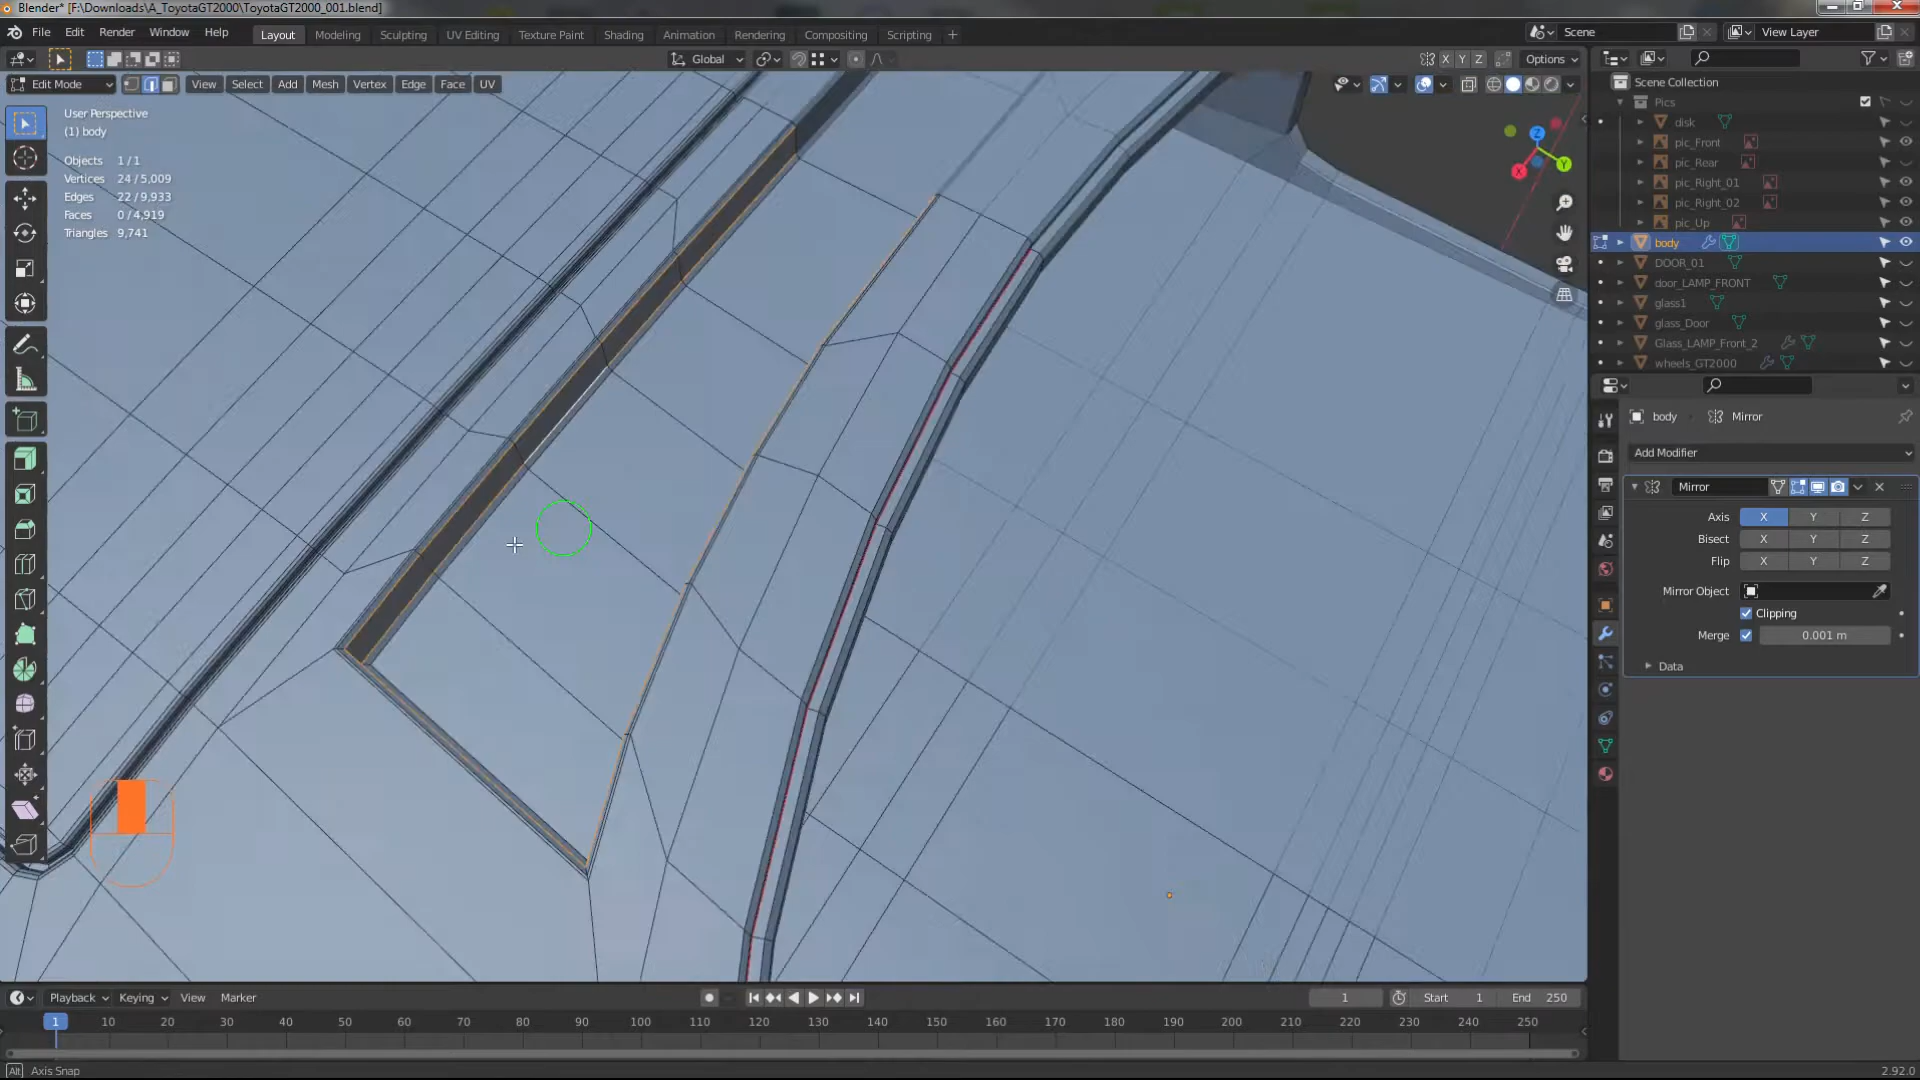 Blender* [F:\Downloads\A_ToyotaGT2000\ToyotaGT2000_001.blend]
File Edit Render Window Help Layout Modeling Sculpting UV Editing Texture Paint Shading Animation Rendering Compositing Scripting + Scene View Layer
Global X Y Z Options
Edit Mode View Select Add Mesh Vertex Edge Face UV
User Perspective
(1) body
Objects 1 / 1
Vertices 24 / 5,009
Edges 22 / 9,933
Faces 0 / 4,919
Triangles 9,741
Z
Y
X
Scene Collection
Pics
disk
pic_Front
pic_Rear
pic_Right_01
pic_Right_02
pic_Up
body
DOOR_01
door_LAMP_FRONT
glass1
glass_Door
Glass_LAMP_Front_2
wheels_GT2000
body Mirror
Add Modifier
Mirror
Axis X Y Z
Bisect X Y Z
Flip X Y Z
Mirror Object
Clipping
Merge 0.001 m
Data
Playback Keying View Marker 1 Start 1 End 250
1 10 20 30 40 50 60 70 80 90 100 110 120 130 140 150 160 170 180 190 200 210 220 230 240 250
Alt Axis Snap 2.92.0